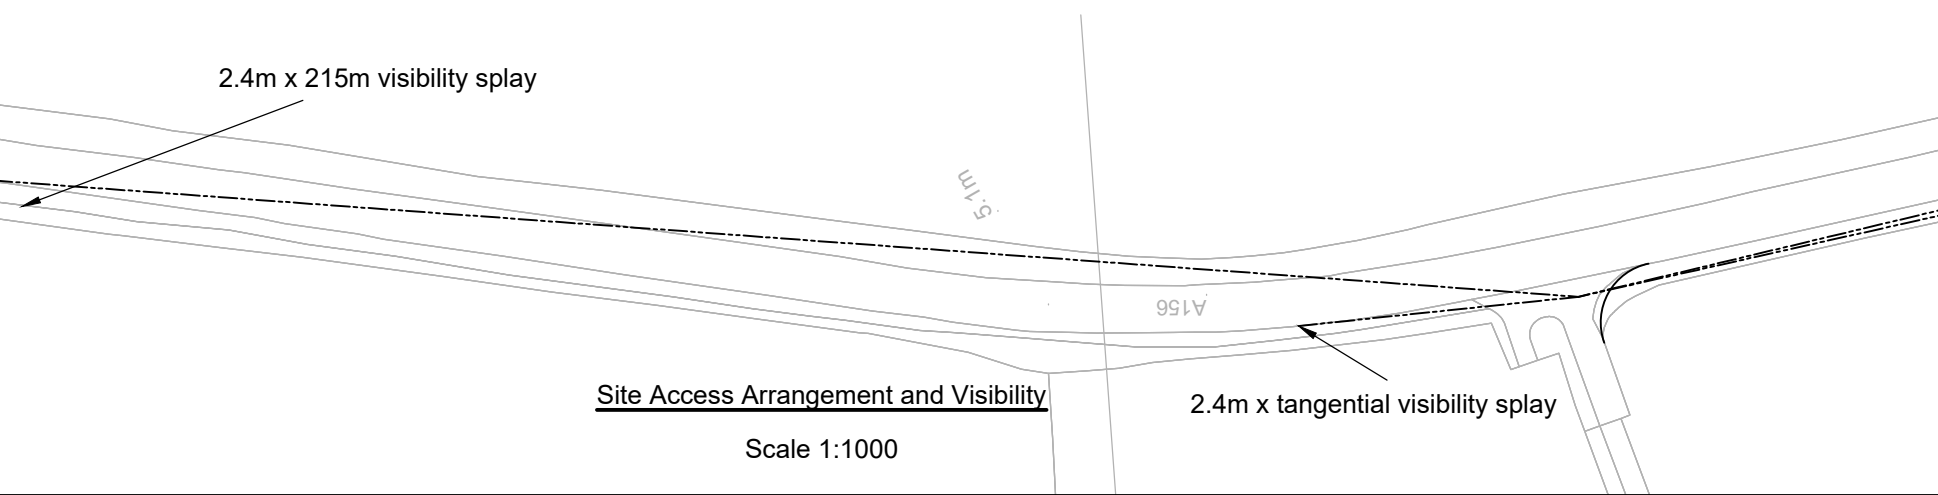 2.4m x 215m visibility splay
5.1m
A156
Site Access Arrangement and Visibility
2.4m x tangential visibility splay
Scale 1:1000